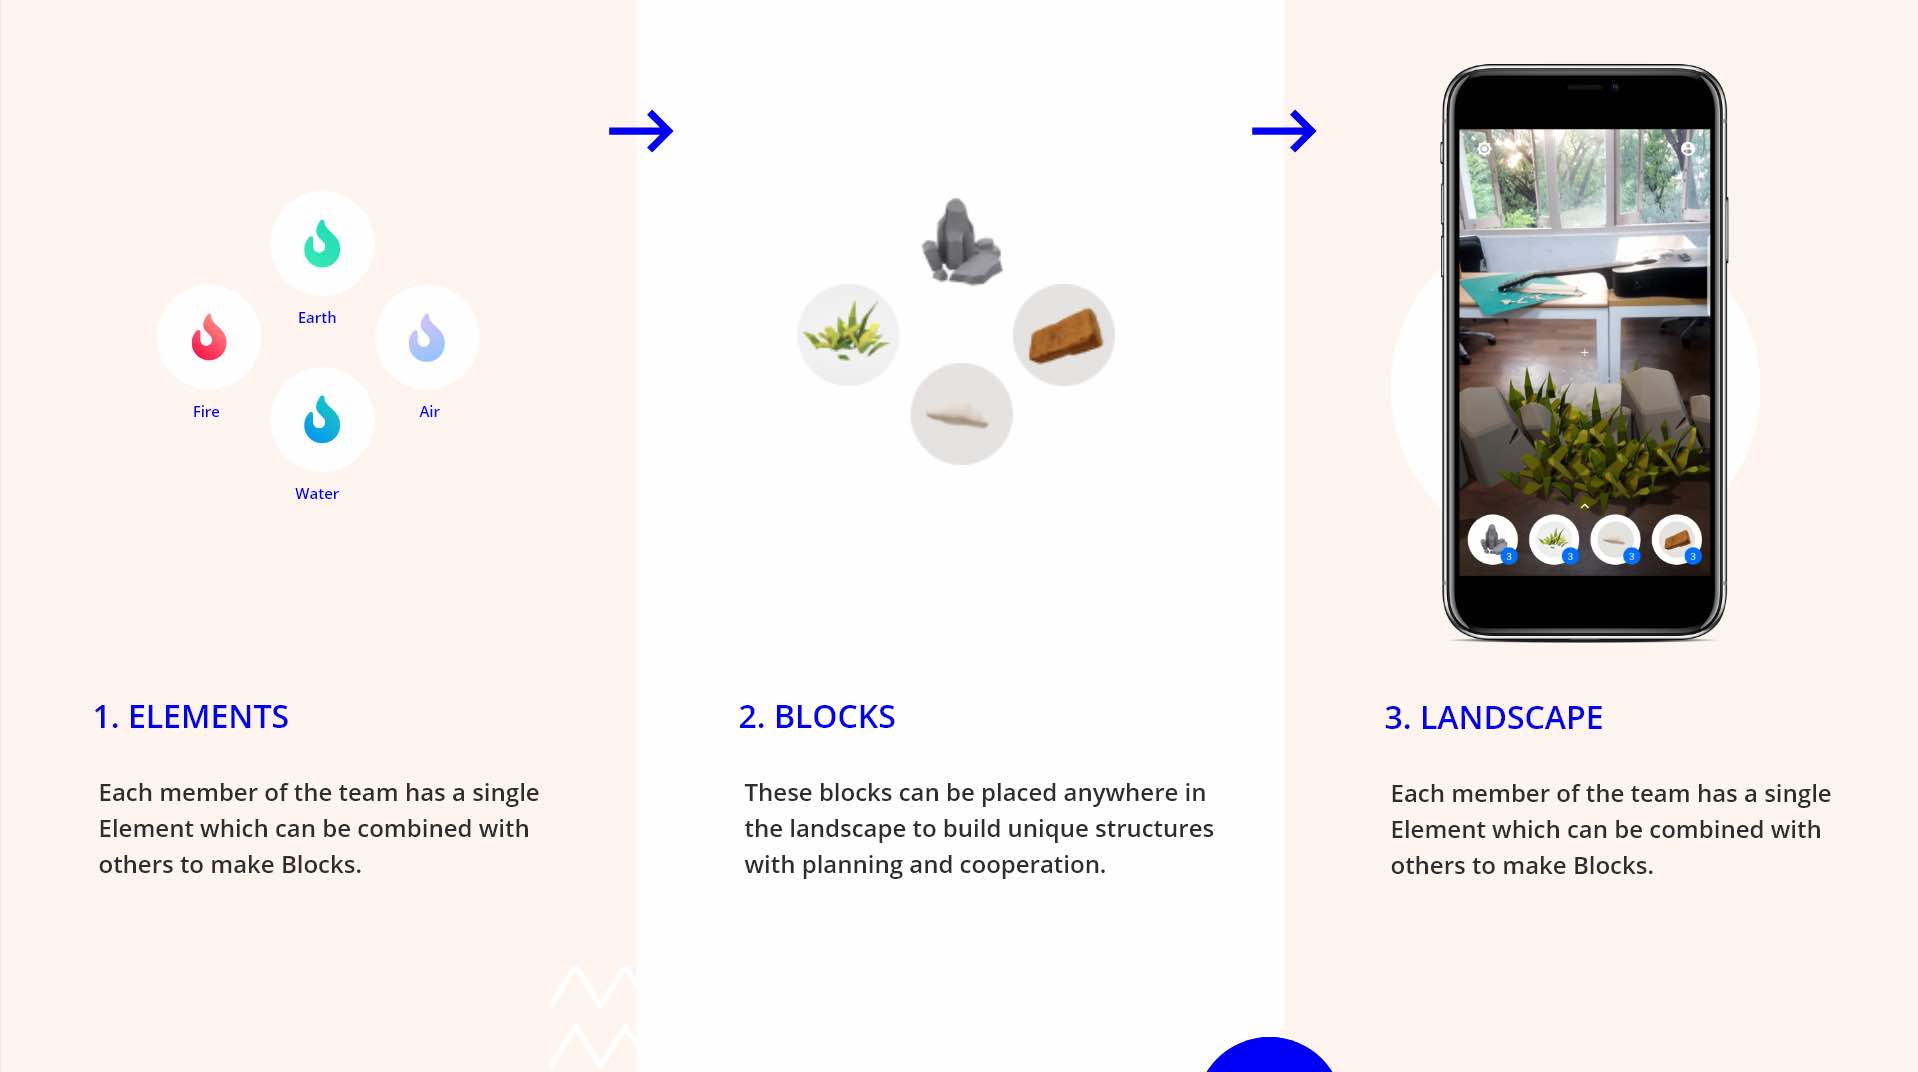 Earth
Fire
Air
Water
1. ELEMENTS
Each member of the team has a single
Element which can be combined with
others to make Blocks.
2. BLOCKS
These blocks can be placed anywhere in
the landscape to build unique structures
with planning and cooperation.
3
3
3
3
3. LANDSCAPE
Each member of the team has a single
Element which can be combined with
others to make Blocks.